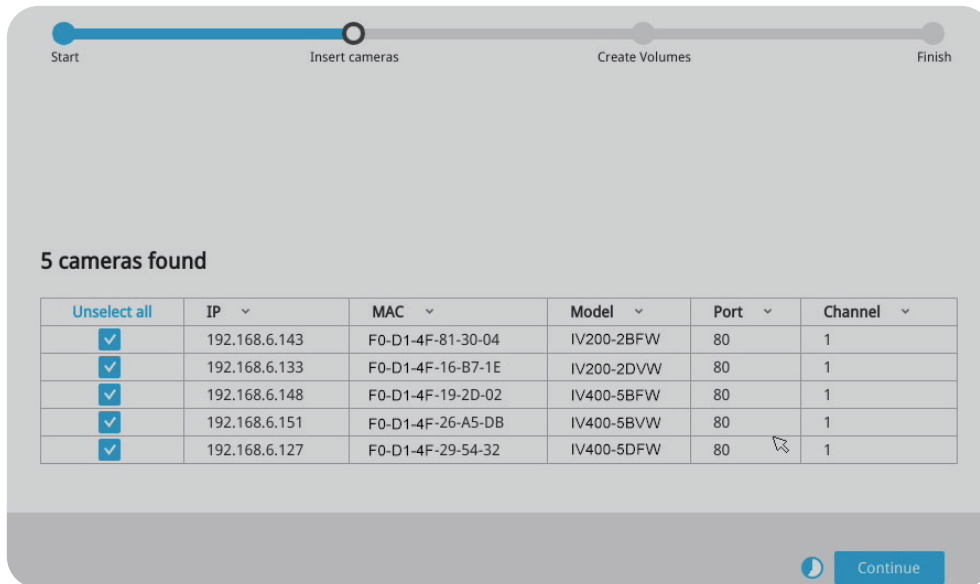 Start Insert cameras Create Volumes Finish
5 cameras found
Unselect all IP MAC Model Port Channel
192.168.6.143 F0-D1-4F-81-30-04 IV200-2BFW 80 1
192.168.6.133 F0-D1-4F-16-B7-1E IV200-2DVW 80 1
192.168.6.148 F0-D1-4F-19-2D-02 IV400-5BFW 80 1
192.168.6.151 F0-D1-4F-26-A5-DB IV400-5BVW 80 1
192.168.6.127 F0-D1-4F-29-54-32 IV400-5DFW 80 1
Continue